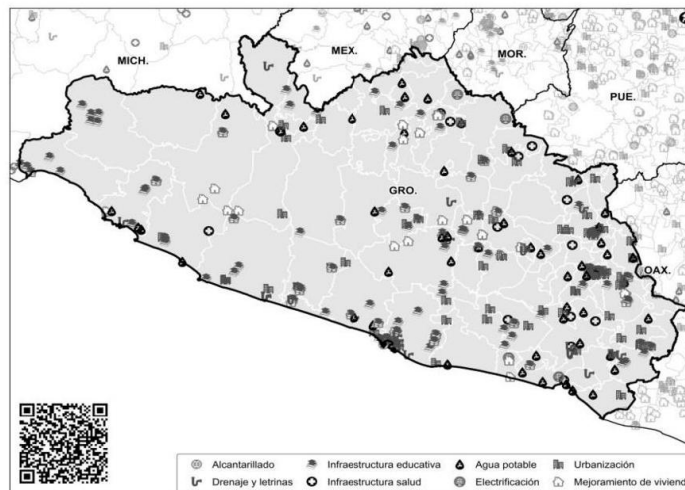 MICH.
MEX.
MOR.
PUE.
GRO.
OAX.
Alcantarillado Infraestructura educativa Agua potable Urbanización
Drenaje y letrinas Infraestructura salud Electrificación Mejoramiento de viviend